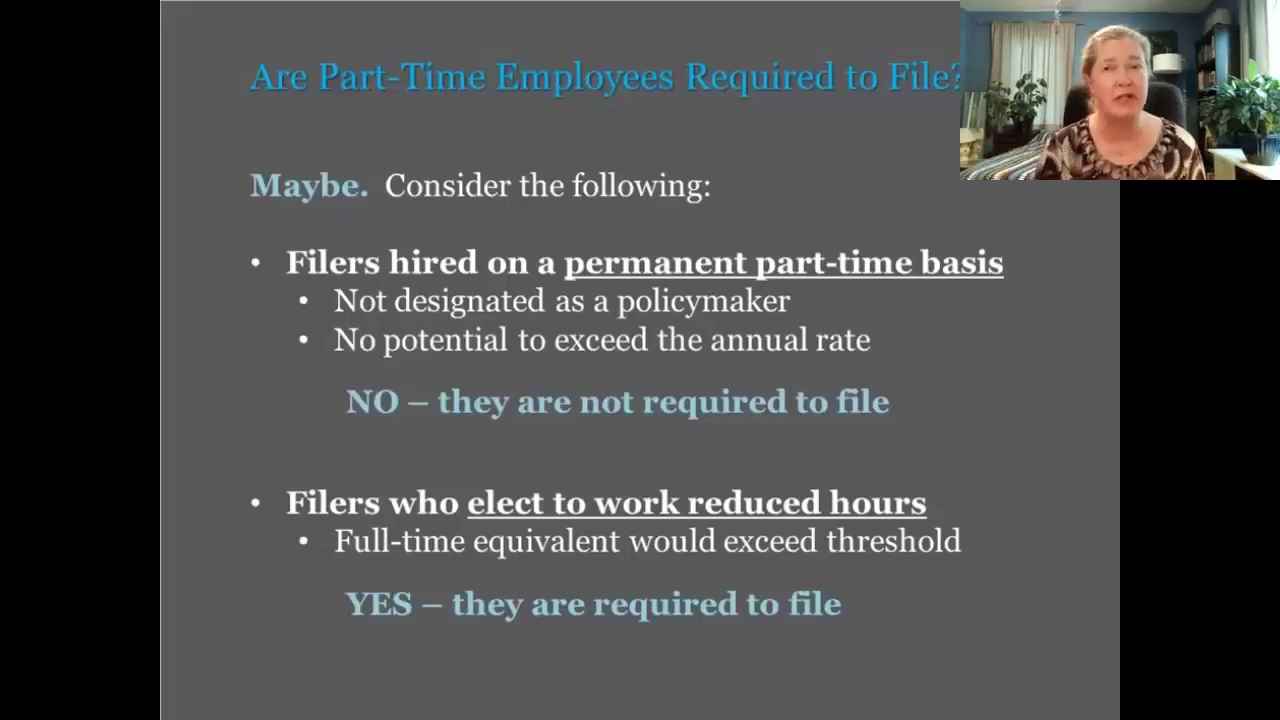 Are Part-Time Employees Required to File?
Maybe. Consider the following:
• Filers hired on a permanent part-time basis
• Not designated as a policymaker
• No potential to exceed the annual rate
NO – they are not required to file
• Filers who elect to work reduced hours
• Full-time equivalent would exceed threshold
YES – they are required to file